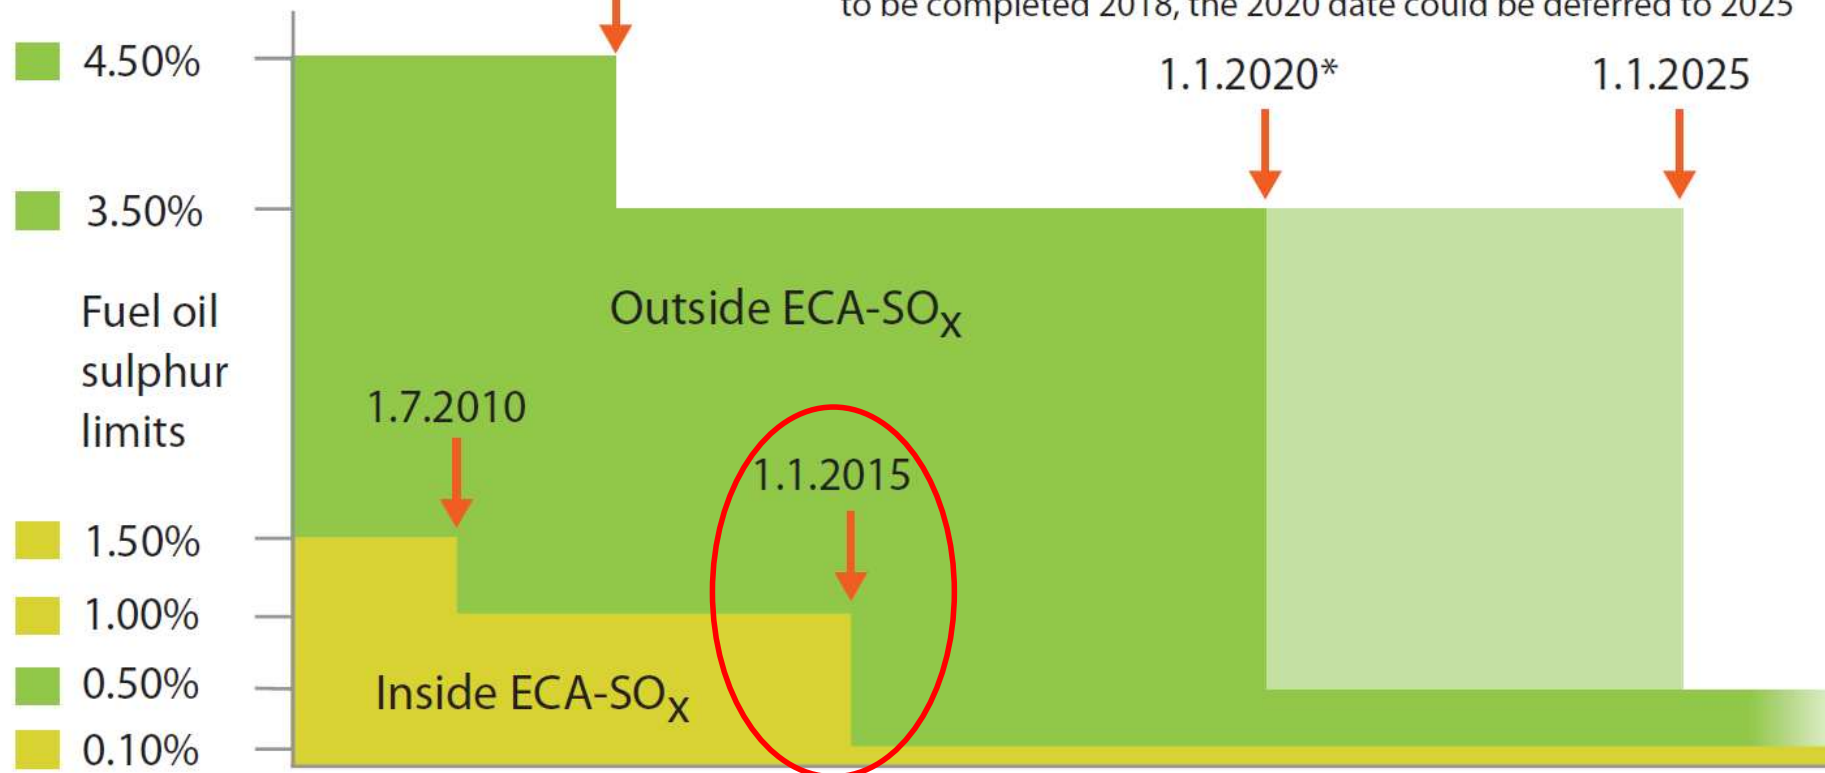 to be completed 2018, the 2020 date could be deferred to 2025
4.50%
1.1.2020*
1.1.2025
3.50%
Outside ECA-SOx
Fuel oil
sulphur
limits
1.7.2010
1.1.2015
1.50%
1.00%
0.50%
Inside ECA-SOx
0.10%